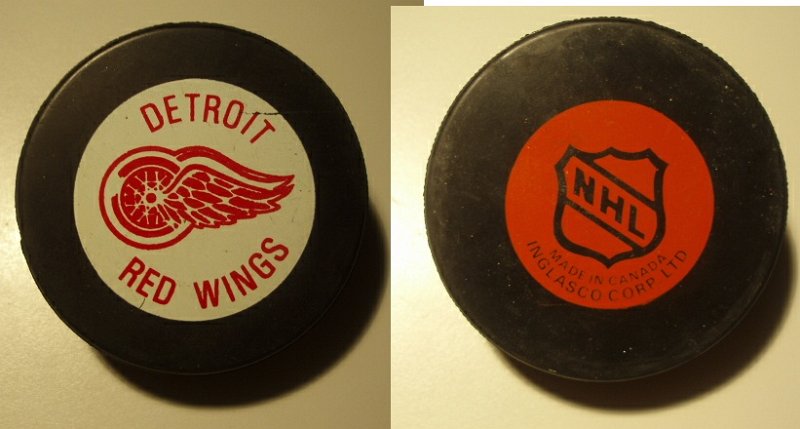 DETROIT
RED WINGS
NHL
MADE IN CANADA
INGLASCO CORP. LTD